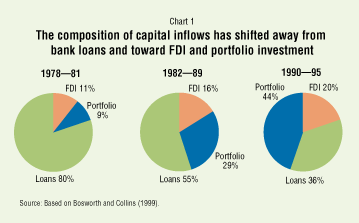 Chart 1
The composition of capital inflows has shifted away from
bank loans and toward FDI and portfolio investment
1978—81
FDI 11%
Portfolio
9%
Loans 80%
1982—89
FDI 16%
Portfolio
29%
Loans 55%
1990—95
Portfolio
44%
FDI 20%
Loans 36%
Source: Based on Bosworth and Collins (1999).